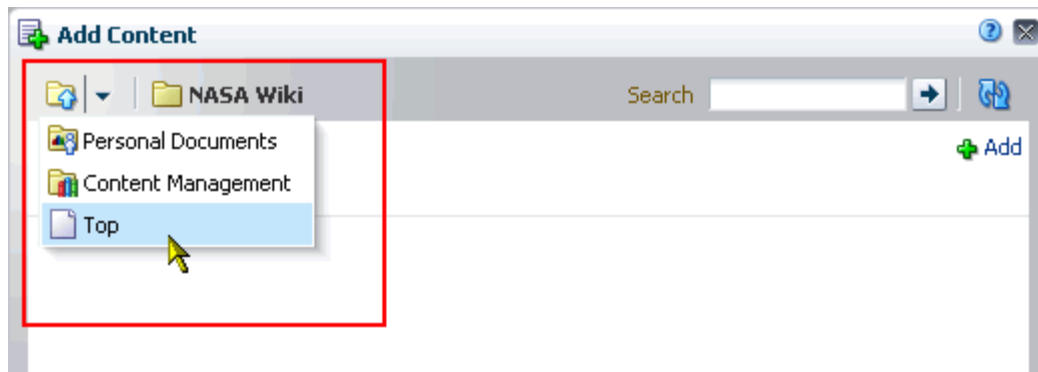 Add Content
NASA Wiki Search
Personal Documents
Add
Content Management
Top